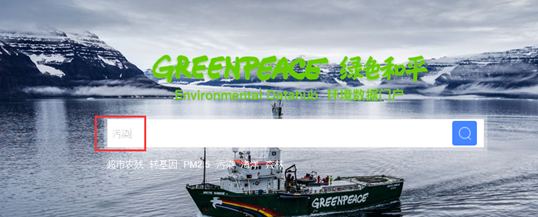 GREENPEACE 绿色和平
Environmental Datahub 环境数据门户
污染
超市农残 转基因 PM2.5 污染 海洋 森林
GREENPEACE